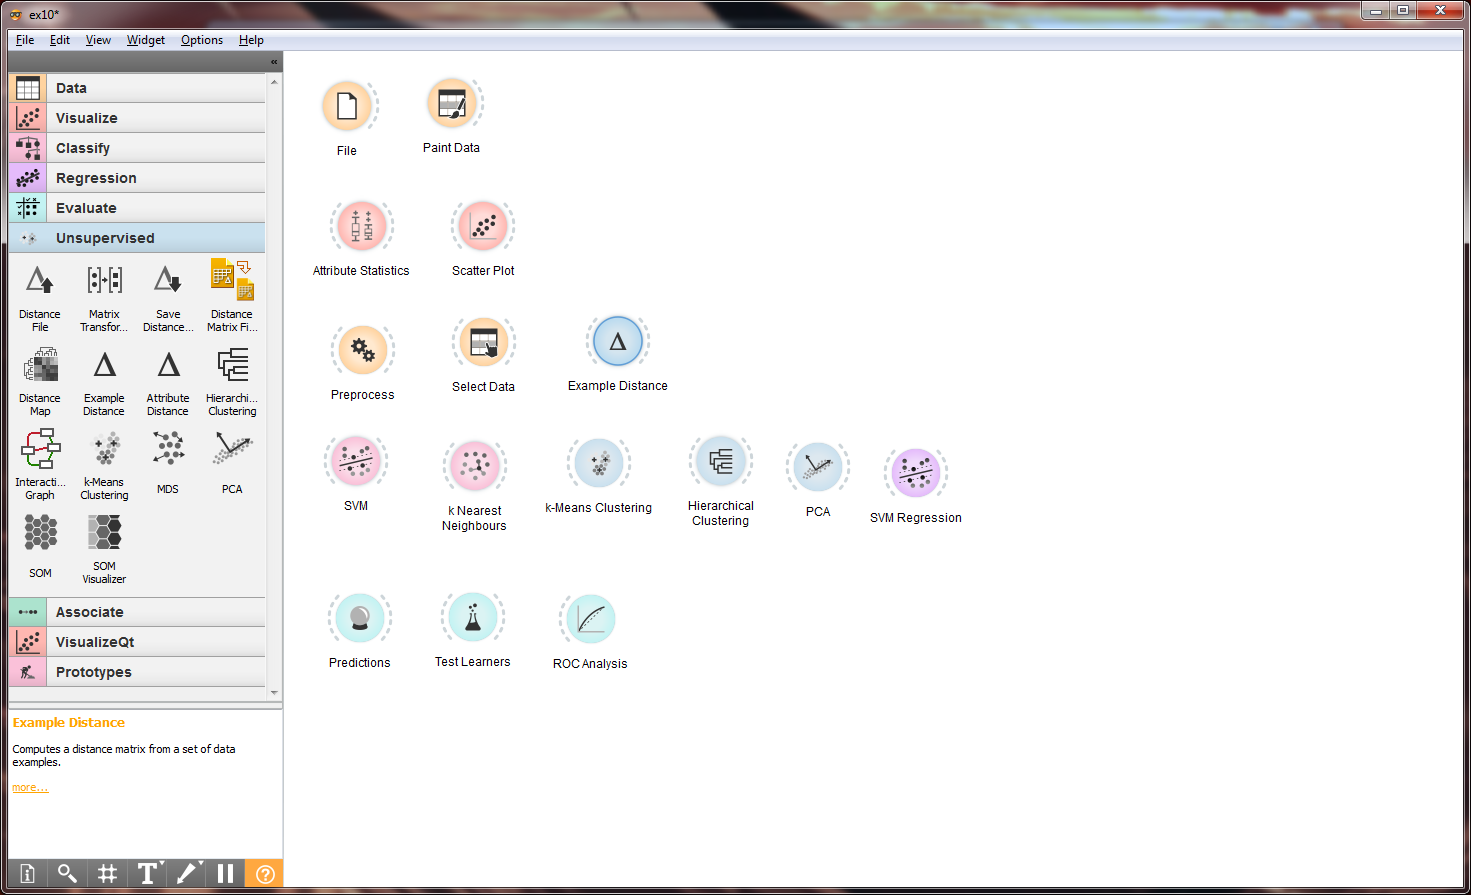 ex10*
File Edit View Widget Options Help
«
Data
Visualize
Classify
Regression
Evaluate
Unsupervised
Distance
File
Matrix
Transfor...
Save
Distance...
Distance
Matrix Fi...
Distance
Map
Example
Distance
Attribute
Distance
Hierarchi...
Clustering
Interacti...
Graph
k-Means
Clustering
MDS
PCA
SOM
SOM
Visualizer
Associate
VisualizeQt
Prototypes
Example Distance
Computes a distance matrix from a set of data
examples.
more...
File
Paint Data
Attribute Statistics
Scatter Plot
Preprocess
Select Data
Example Distance
SVM
k Nearest
Neighbours
k-Means Clustering
Hierarchical
Clustering
PCA
SVM Regression
Predictions
Test Learners
ROC Analysis